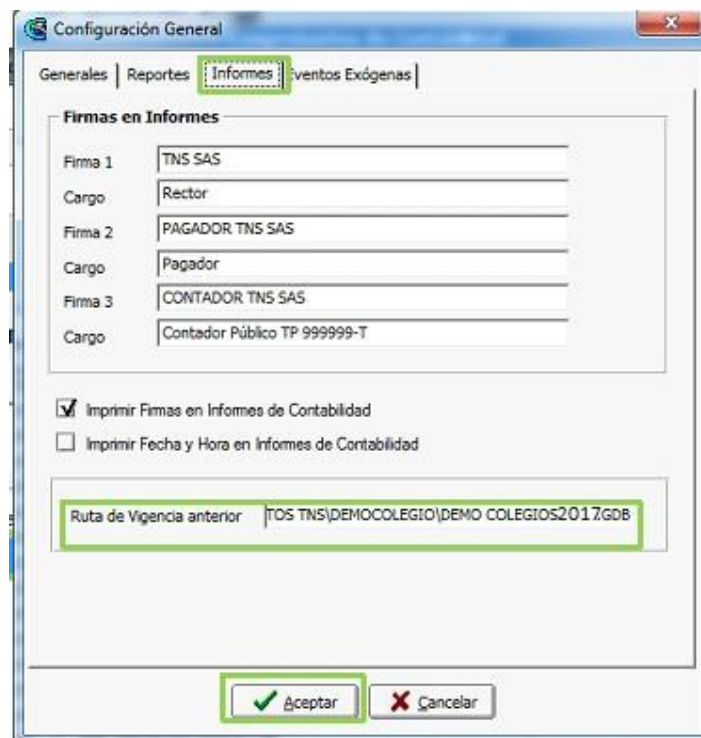 Configuración General
Generales Reportes Informes Eventos Exógenas
Firmas en Informes
Firma 1 TNS SAS
Cargo Rector
Firma 2 PAGADOR TNS SAS
Cargo Pagador
Firma 3 CONTADOR TNS SAS
Cargo Contador Público TP 999999-T
Imprimir Firmas en Informes de Contabilidad
Imprimir Fecha y Hora en Informes de Contabilidad
Ruta de Vigencia anterior TOS TNS\DEMOCOLEGIO\DEMO COLEGIOS2017.GDB
Aceptar Cancelar